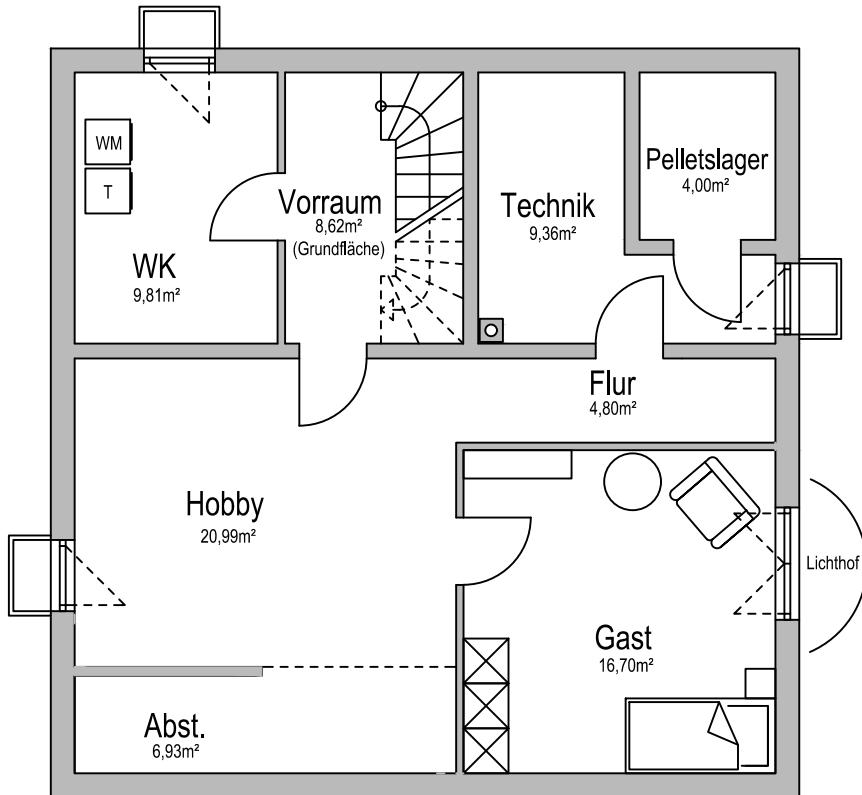 WM
T
WK
9,81m²
Vorraum
8,62m²
(Grundfläche)
Technik
9,36m²
Pelletslager
4,00m²
Flur
4,80m²
Hobby
20,99m²
Lichthof
Gast
16,70m²
Abst.
6,93m²